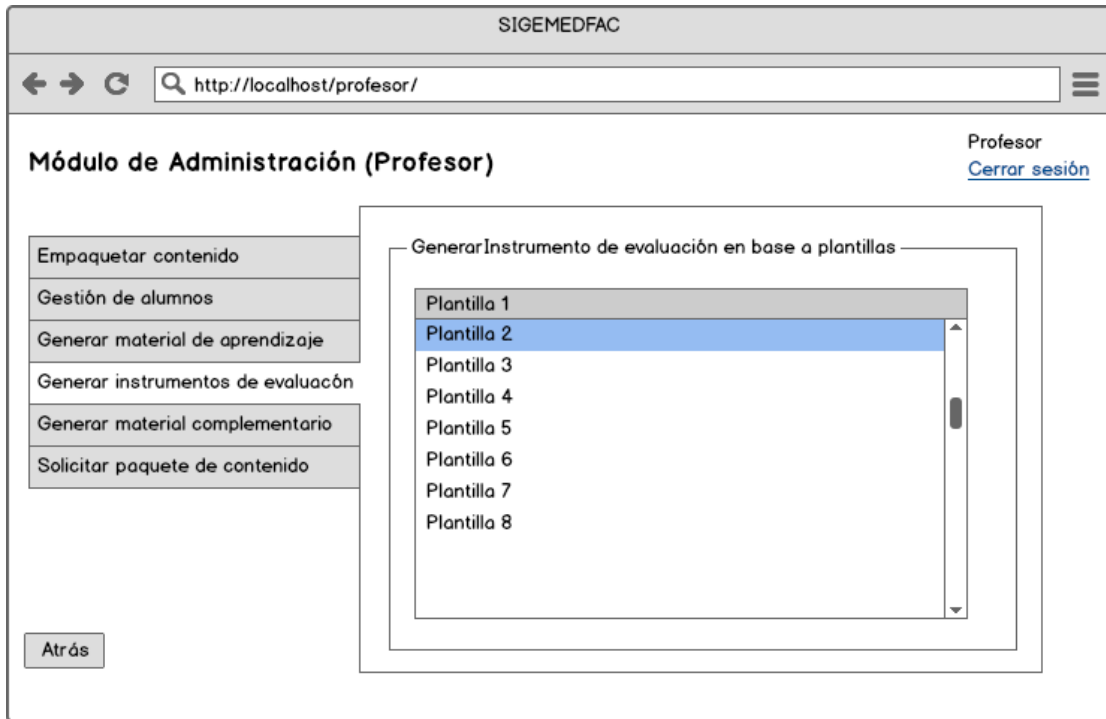 SIGEMEDFAC
http://localhost/profesor/
Módulo de Administración (Profesor)
Profesor
Cerrar sesión
Empaquetar contenido
Gestión de alumnos
Generar material de aprendizaje
Generar instrumentos de evaluacón
Generar material complementario
Solicitar paquete de contenido
GenerarInstrumento de evaluación en base a plantillas
Plantilla 1
Plantilla 2
Plantilla 3
Plantilla 4
Plantilla 5
Plantilla 6
Plantilla 7
Plantilla 8
Atrás